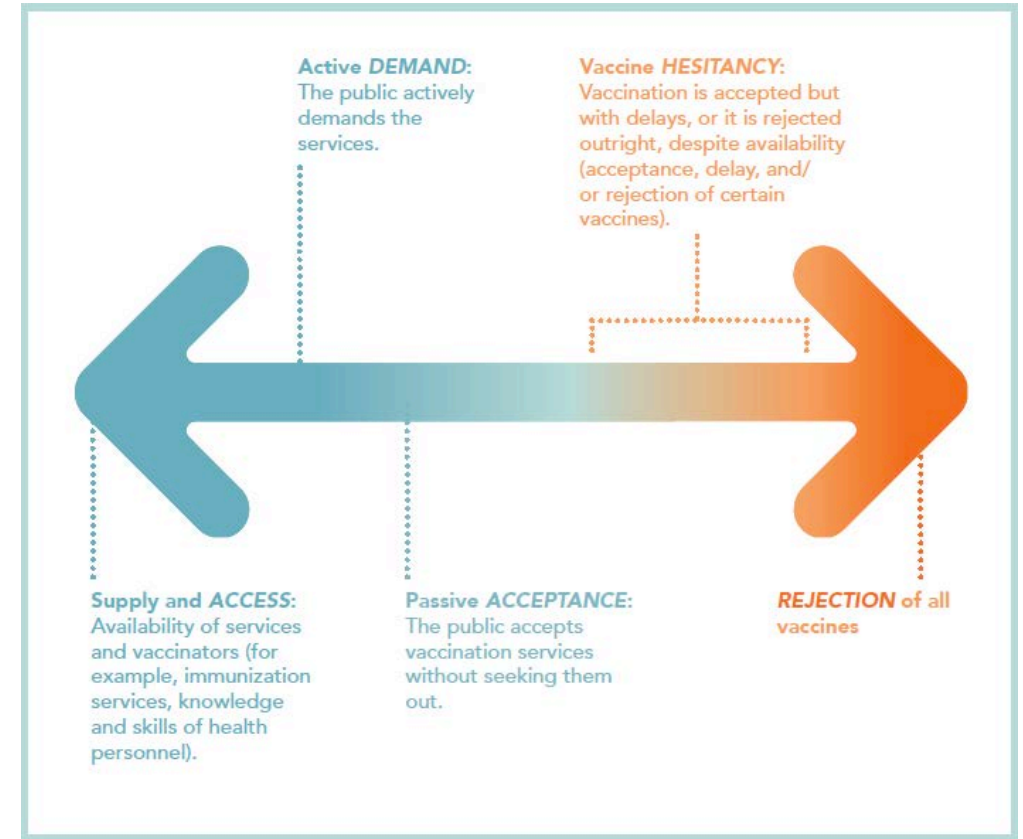 Active DEMAND:
The public actively
demands the
services.
Vaccine HESITANCY:
Vaccination is accepted but
with delays, or it is rejected
outright, despite availability
(acceptance, delay, and/
or rejection of certain
vaccines).
Supply and ACCESS:
Availability of services
and vaccinators (for
example, immunization
services, knowledge
and skills of health
personnel).
Passive ACCEPTANCE:
The public accepts
vaccination services
without seeking them
out.
REJECTION of all
vaccines